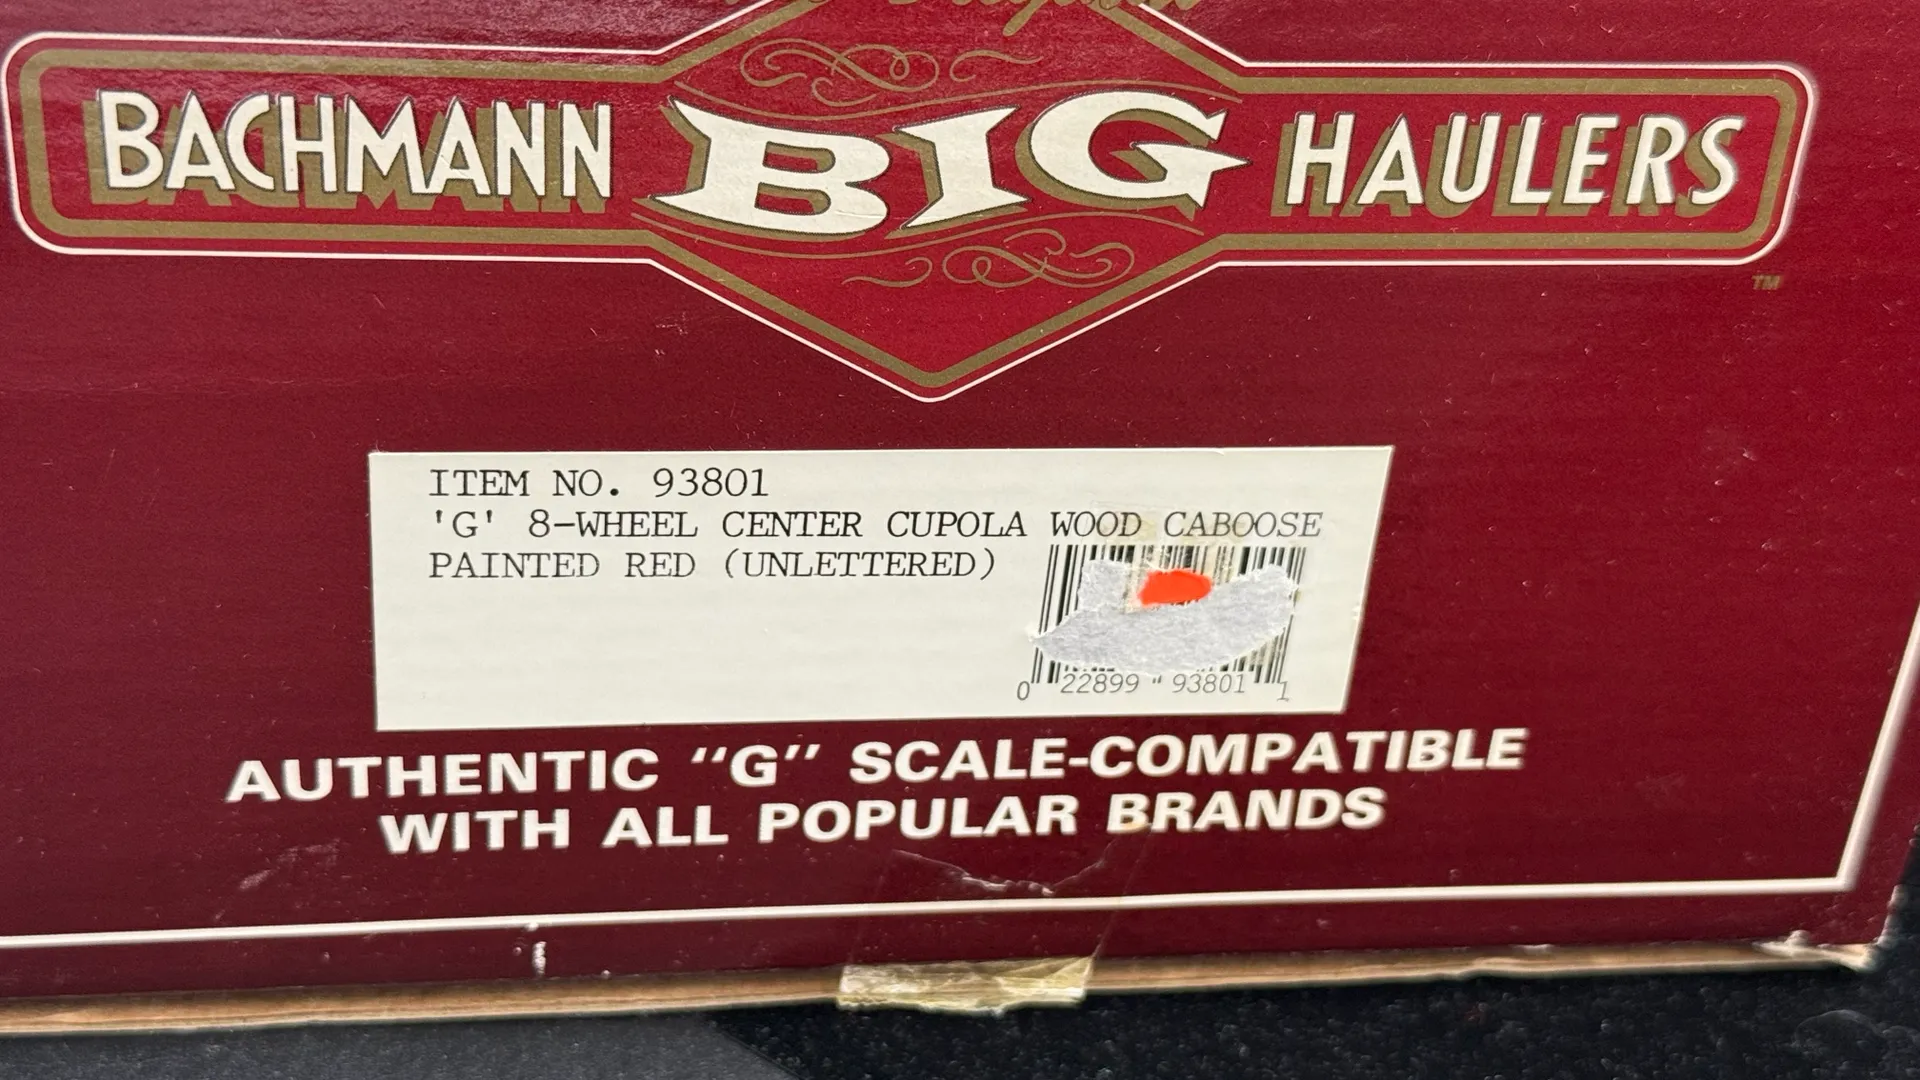 BACHMANN BIG HAULERS
TM
ITEM NO. 93801
'G' 8-WHEEL CENTER CUPOLA WOOD CABOOSE
PAINTED RED (UNLETTERED)
0 22899 93801 1
AUTHENTIC "G" SCALE-COMPATIBLE
WITH ALL POPULAR BRANDS